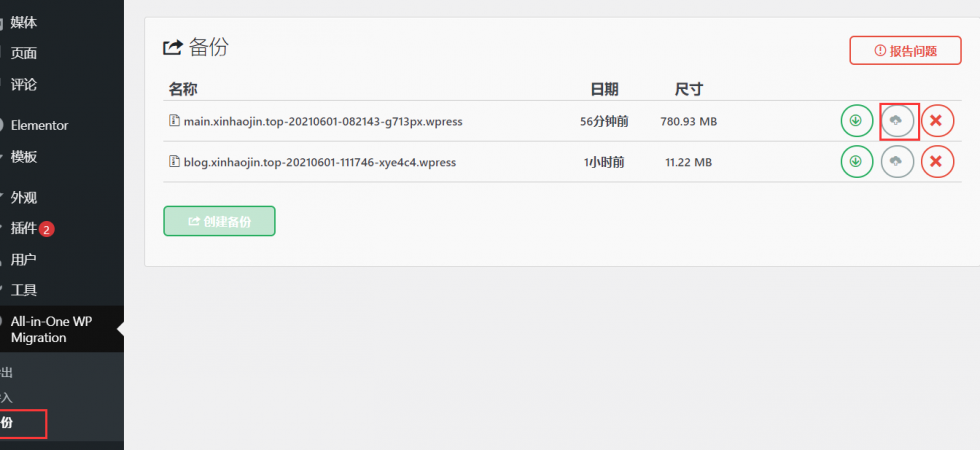 媒体
页面
评论
Elementor
模板
外观
插件 2
用户
工具
All-in-One WP
Migration
出
入
份
备份
报告问题
名称 日期 尺寸
main.xinhaojin.top-20210601-082143-g713px.wpress 56分钟前 780.93 MB
blog.xinhaojin.top-20210601-111746-xye4c4.wpress 1小时前 11.22 MB
创建备份